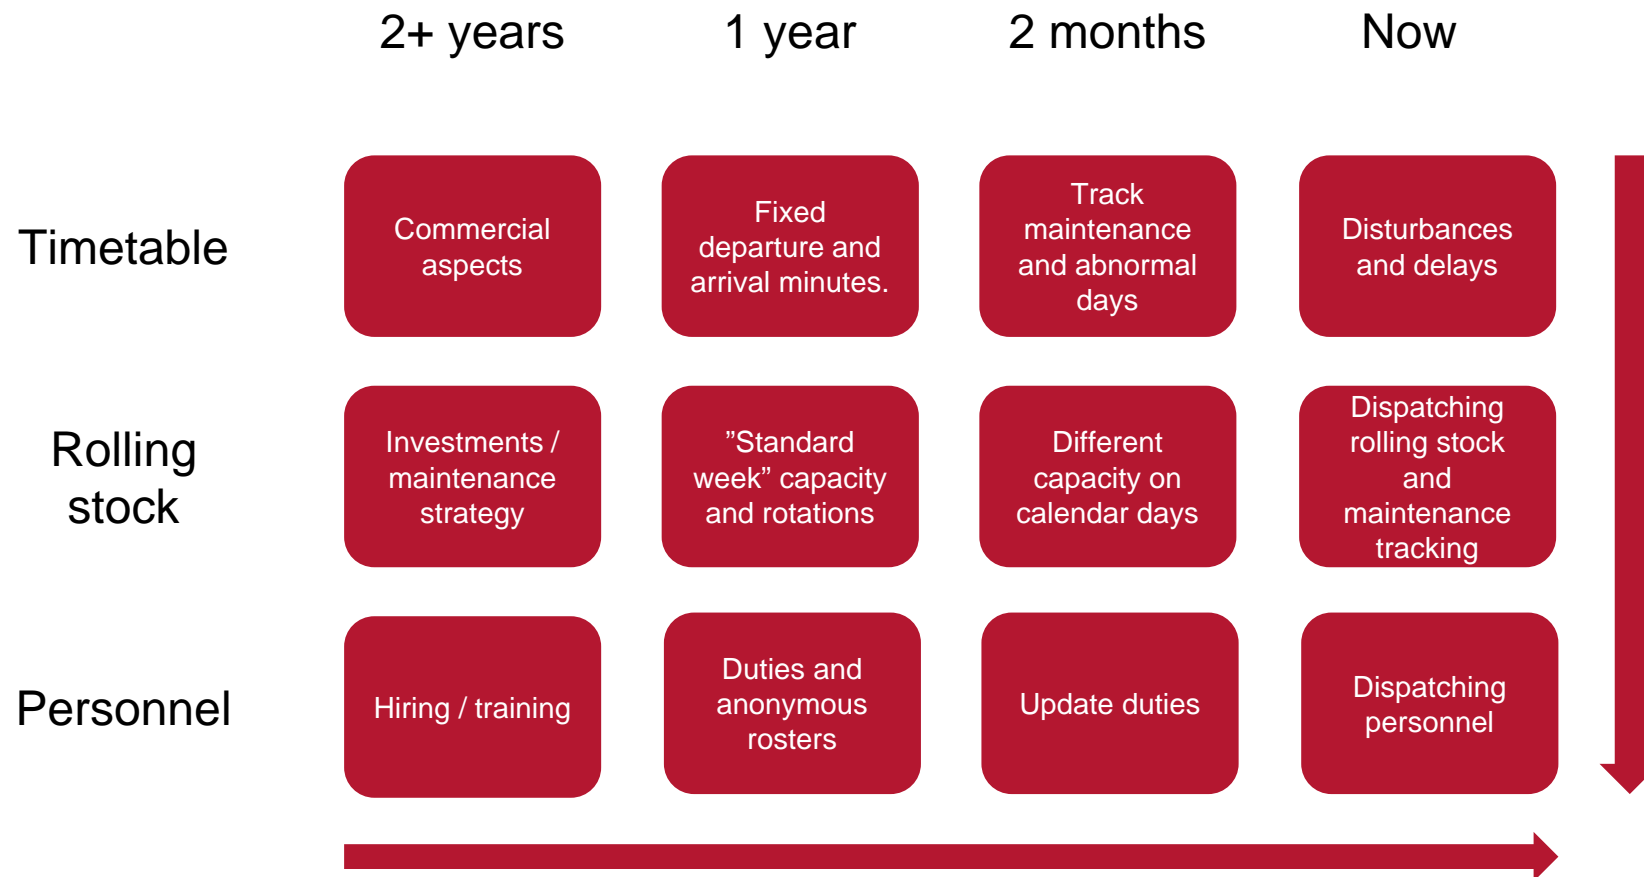 2+ years
1 year
2 months
Now
Timetable
Commercial
aspects
Fixed
departure and
arrival minutes.
Track
maintenance
and abnormal
days
Disturbances
and delays
Rolling
stock
Investments /
maintenance
strategy
”Standard
week” capacity
and rotations
Different
capacity on
calendar days
Dispatching
rolling stock
and
maintenance
tracking
Personnel
Hiring / training
Duties and
anonymous
rosters
Update duties
Dispatching
personnel